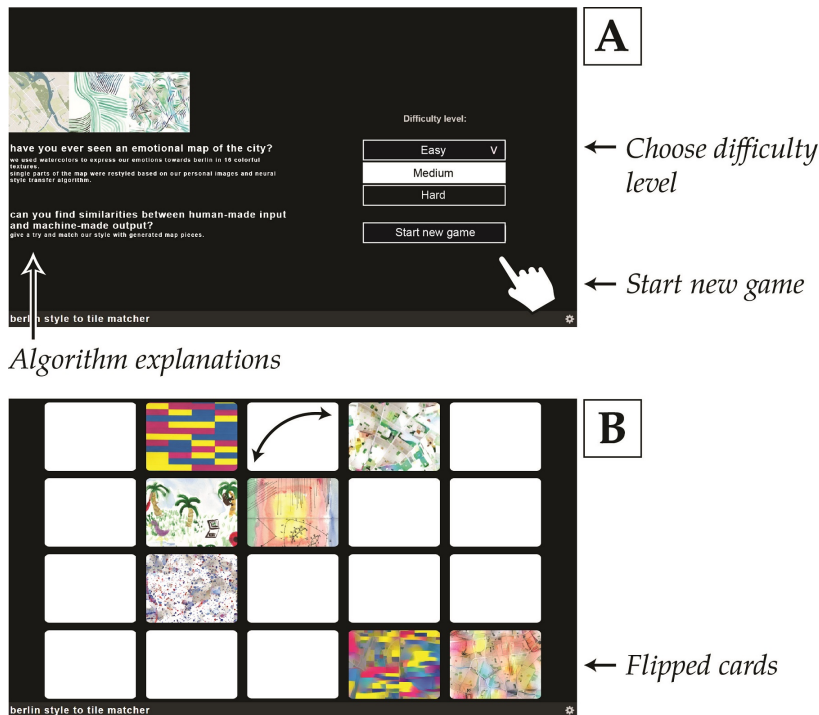 A
have you ever seen an emotional map of the city?
we used watercolors to express our emotions towards berlin in 16 colorful
textures.
single parts of the map were restyled based on our personal images and neural
style transfer algorithm.
can you find similarities between human-made input
and machine-made output?
give a try and match our style with generated map pieces.
Difficulty level:
Easy V
Medium
Hard
Start new game
Choose difficulty
level
Start new game
berlin style to tile matcher
Algorithm explanations
B
Flipped cards
berlin style to tile matcher